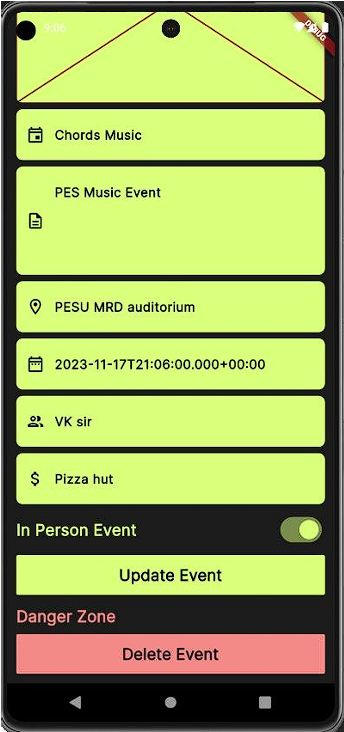 9:06
DEBUG
Chords Music
PES Music Event
PESU MRD auditorium
2023-11-17T21:06:00.000+00:00
VK sir
Pizza hut
In Person Event
Update Event
Danger Zone
Delete Event